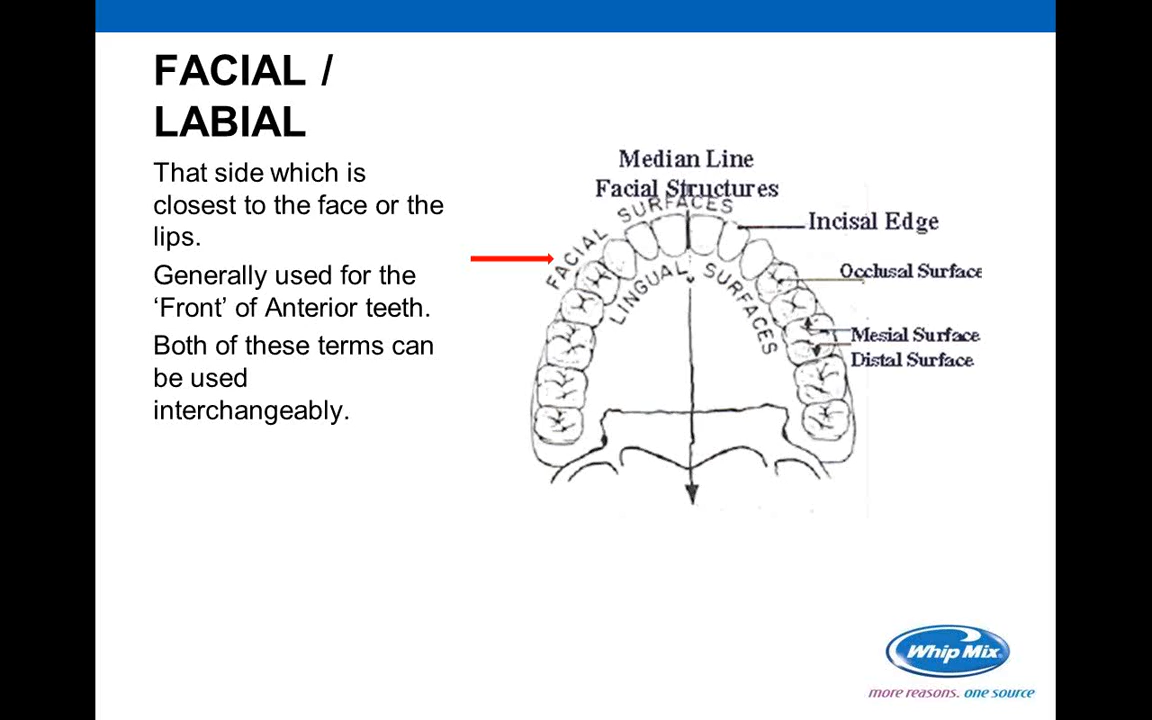 FACIAL /
LABIAL
That side which is
closest to the face or the
lips.
Generally used for the
‘Front’ of Anterior teeth.
Both of these terms can
be used
interchangeably.
Median Line
Facial Structures
FACIAL SURFACES
Incisal Edge
LINGUAL SURFACES
Occlusal Surface
Mesial Surface
Distal Surface
Whip Mix
more reasons. one source